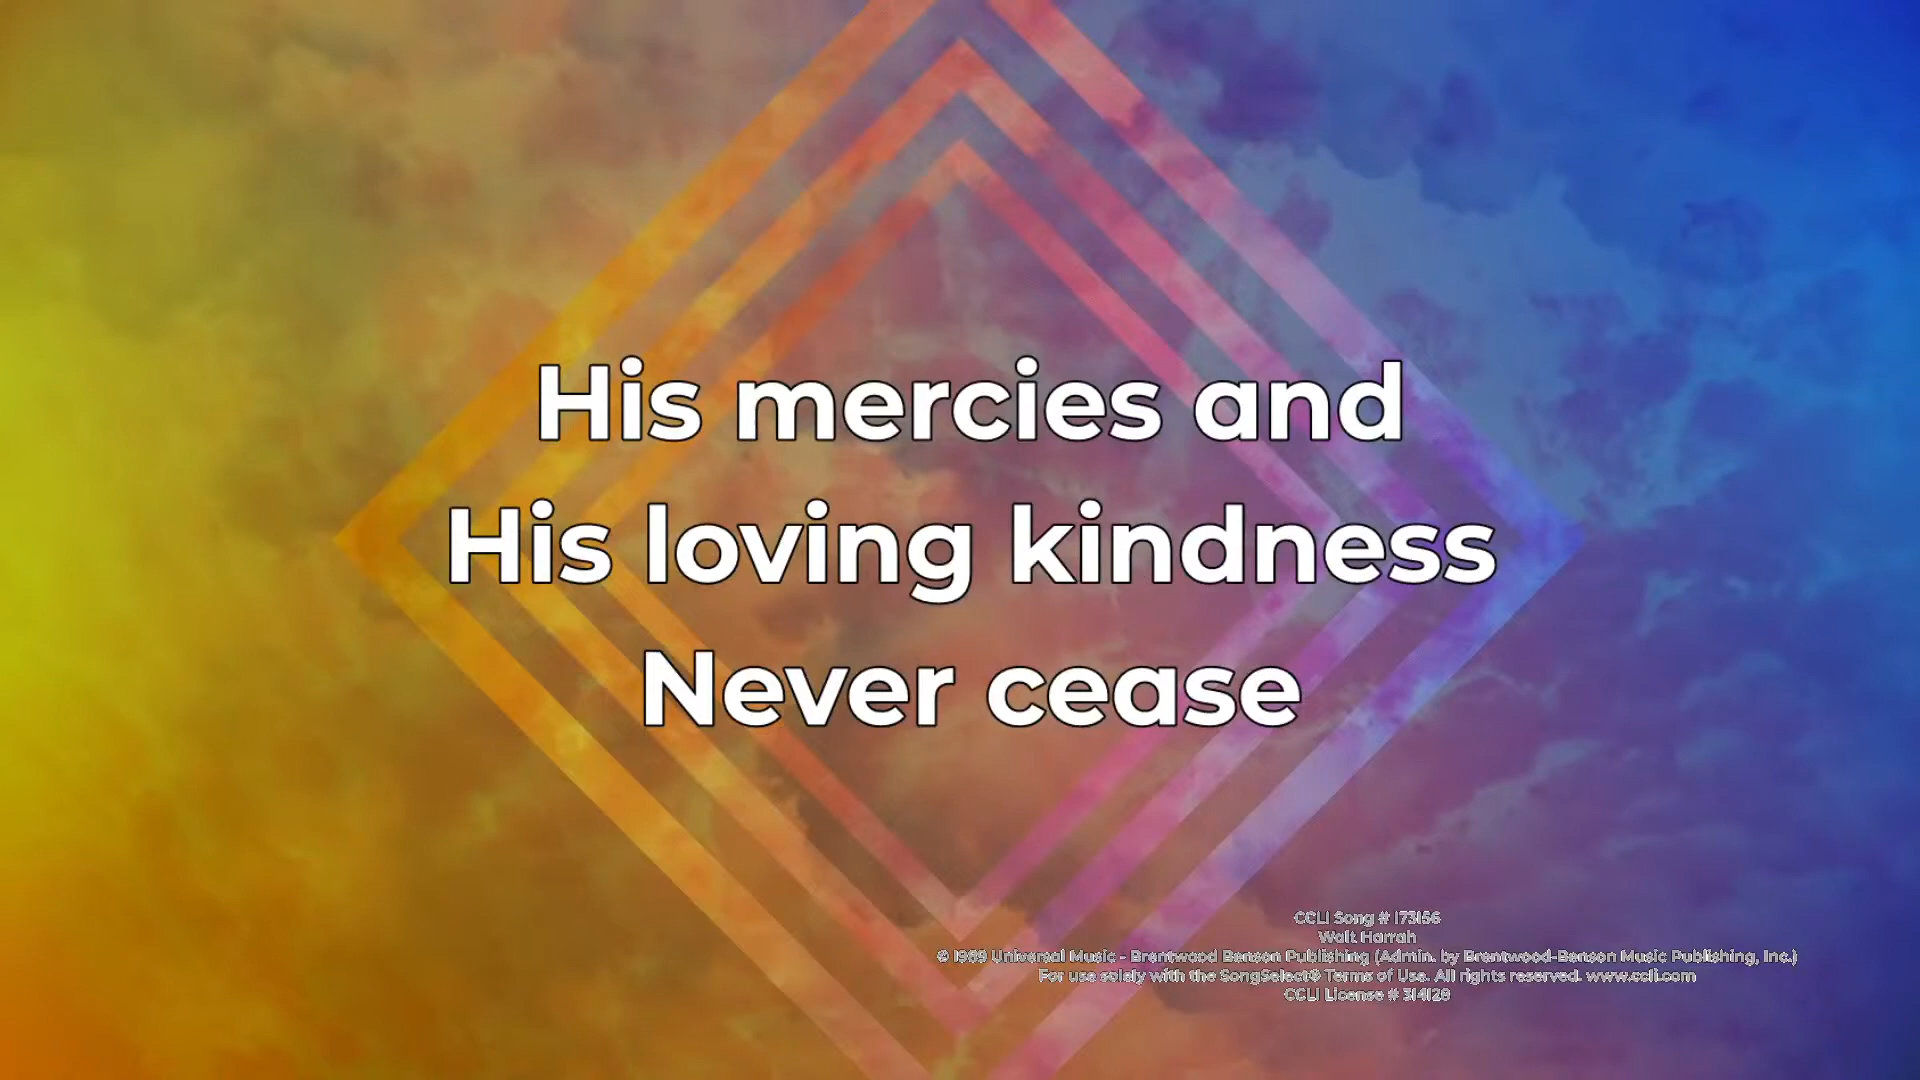 His mercies and
His loving kindness
Never cease
CCLI Song # 173156
Walt Harrah
© 1989 Universal Music - Brentwood Benson Publishing (Admin. by Brentwood-Benson Music Publishing, Inc.)
For use solely with the SongSelect® Terms of Use. All rights reserved. www.ccli.com
CCLI License # 314128